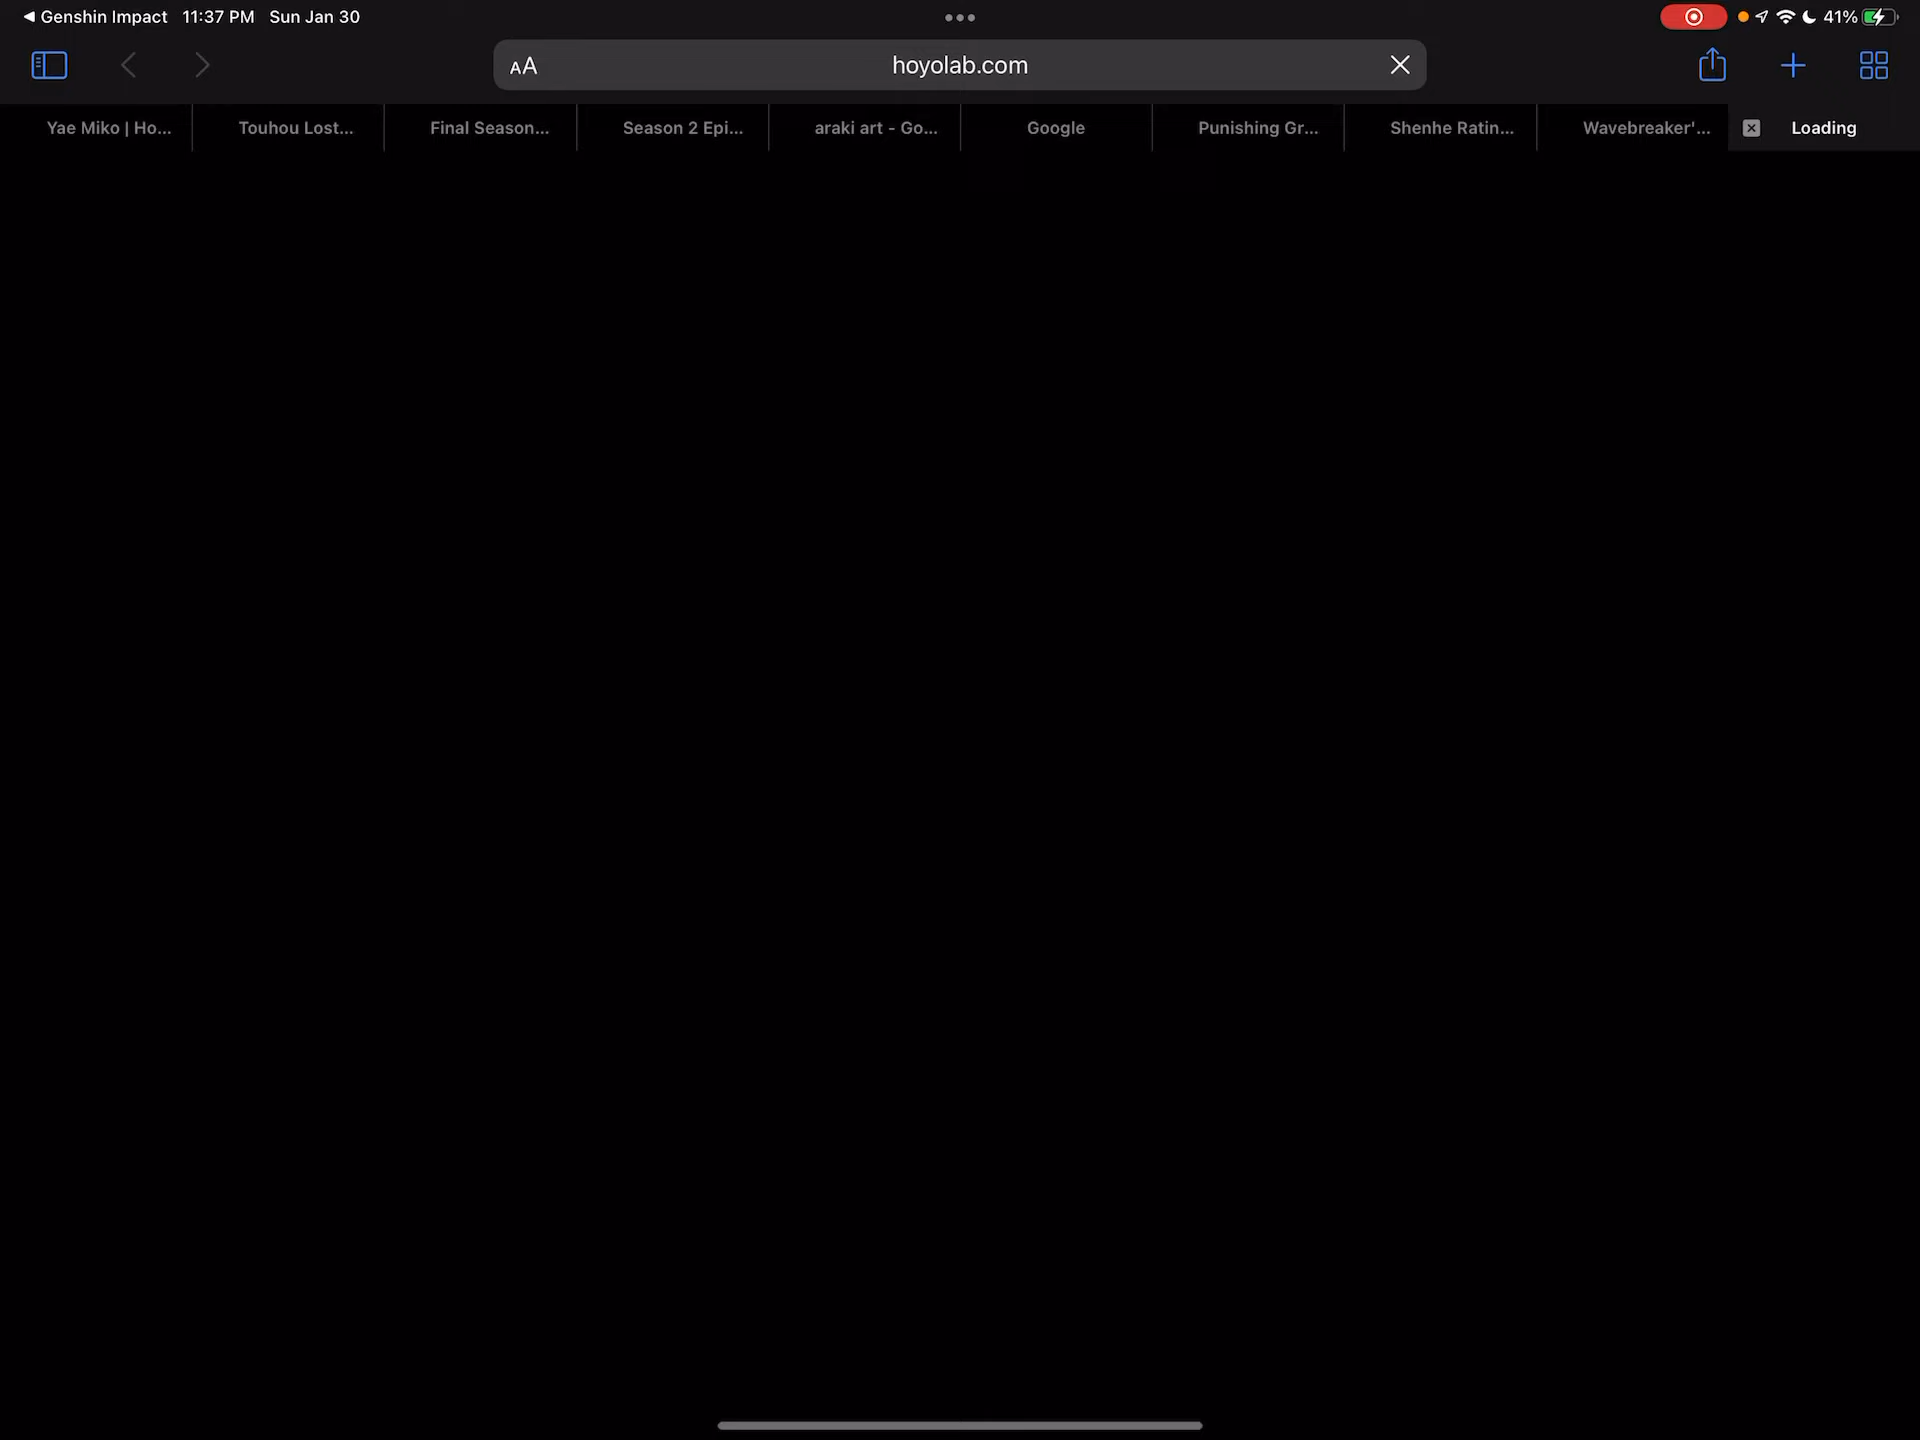 ◀ Genshin Impact 11:37 PM Sun Jan 30
41%
AA hoyolab.com
Yae Miko | Ho...
Touhou Lost...
Final Season...
Season 2 Epi...
araki art - Go...
Google
Punishing Gr...
Shenhe Ratin...
Wavebreaker'...
Loading